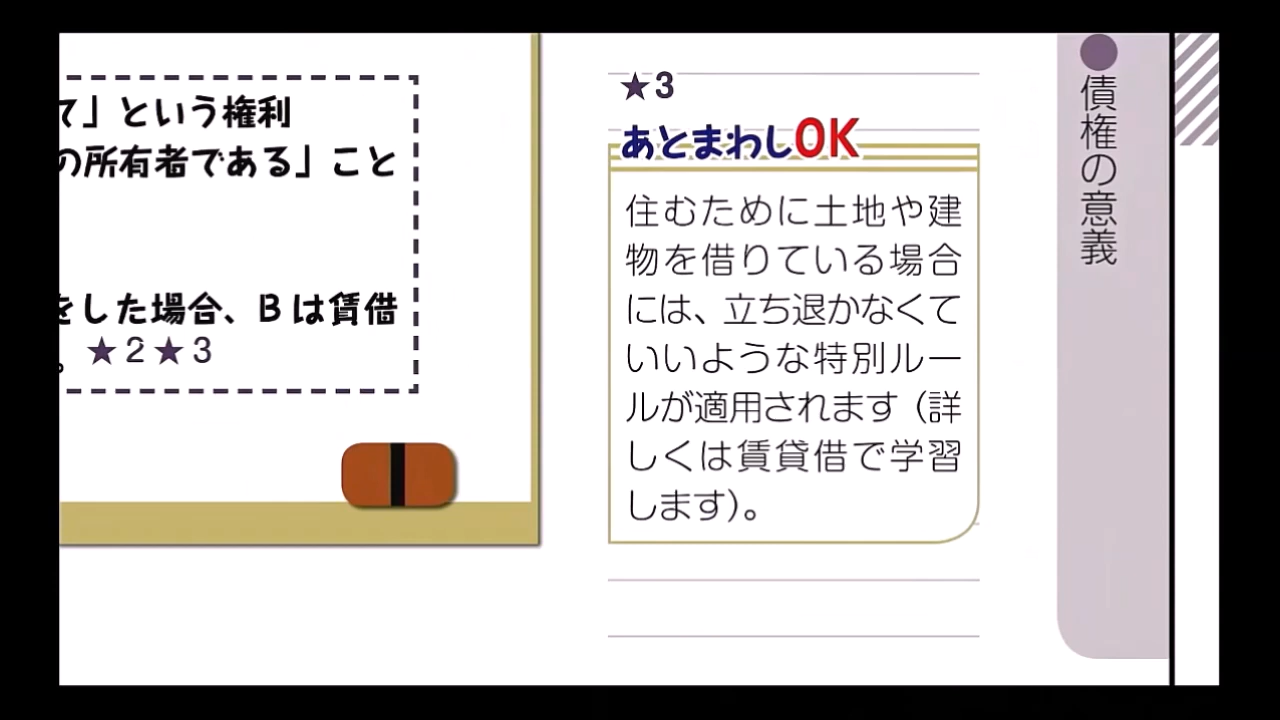 て」という権利
の所有者である」こと
をした場合、Bは賃借
。★2★3
★3
あとまわしOK
住むために土地や建
物を借りている場合
には、立ち退かなくて
いいような特別ルー
ルが適用されます（詳
しくは賃貸借で学習
します）。
●債権の意義